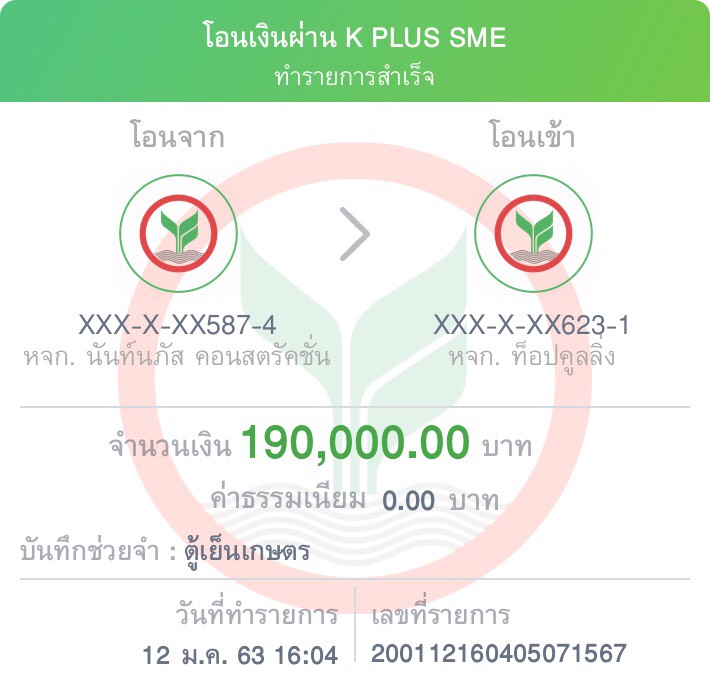 โอนเงินผ่าน K PLUS SME
ทำรายการสำเร็จ
โอนจาก
โอนเข้า
XXX-X-XX587-4
หจก. นันท์นภัส คอนสตรัคชั่น
XXX-X-XX623-1
หจก. ท็อปคูลลิ่ง
จำนวนเงิน 190,000.00 บาท
ค่าธรรมเนียม 0.00 บาท
บันทึกช่วยจำ : ตู้เย็นเกษตร
วันที่ทำรายการ
12 ม.ค. 63 16:04
เลขที่รายการ
200112160405071567